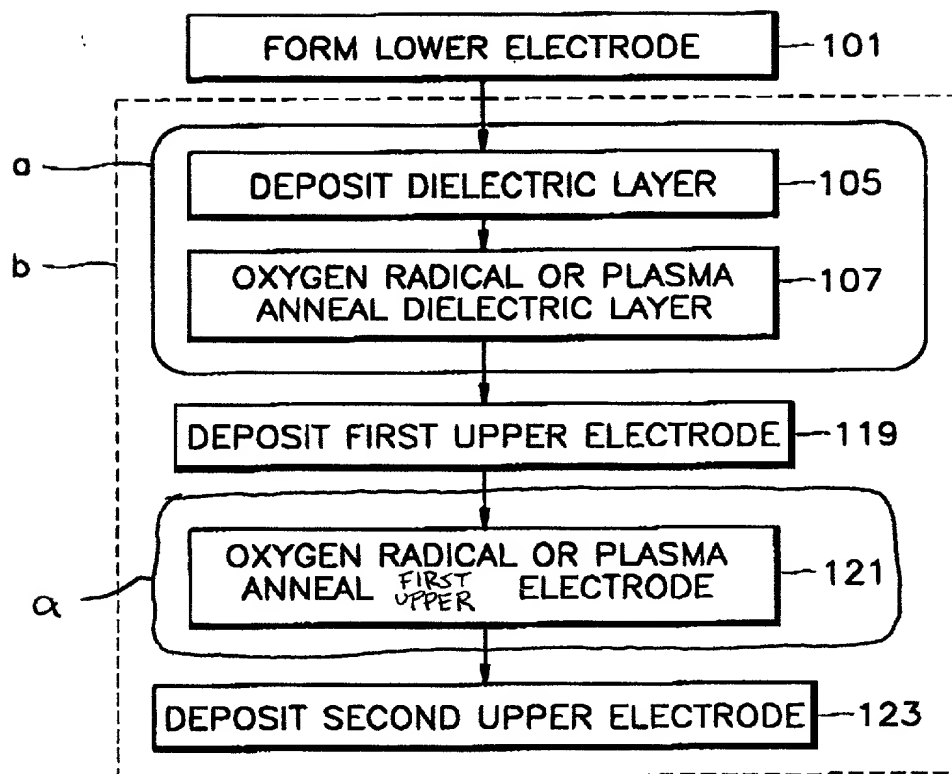 FORM LOWER ELECTRODE 101
a
DEPOSIT DIELECTRIC LAYER 105
b
OXYGEN RADICAL OR PLASMA
ANNEAL DIELECTRIC LAYER 107
DEPOSIT FIRST UPPER ELECTRODE 119
OXYGEN RADICAL OR PLASMA
ANNEAL FIRST UPPER ELECTRODE 121
a
DEPOSIT SECOND UPPER ELECTRODE 123